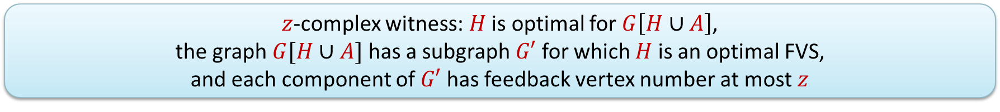 z-complex witness: H is optimal for G[H ∪ A],
the graph G[H ∪ A] has a subgraph G′ for which H is an optimal FVS,
and each component of G′ has feedback vertex number at most z